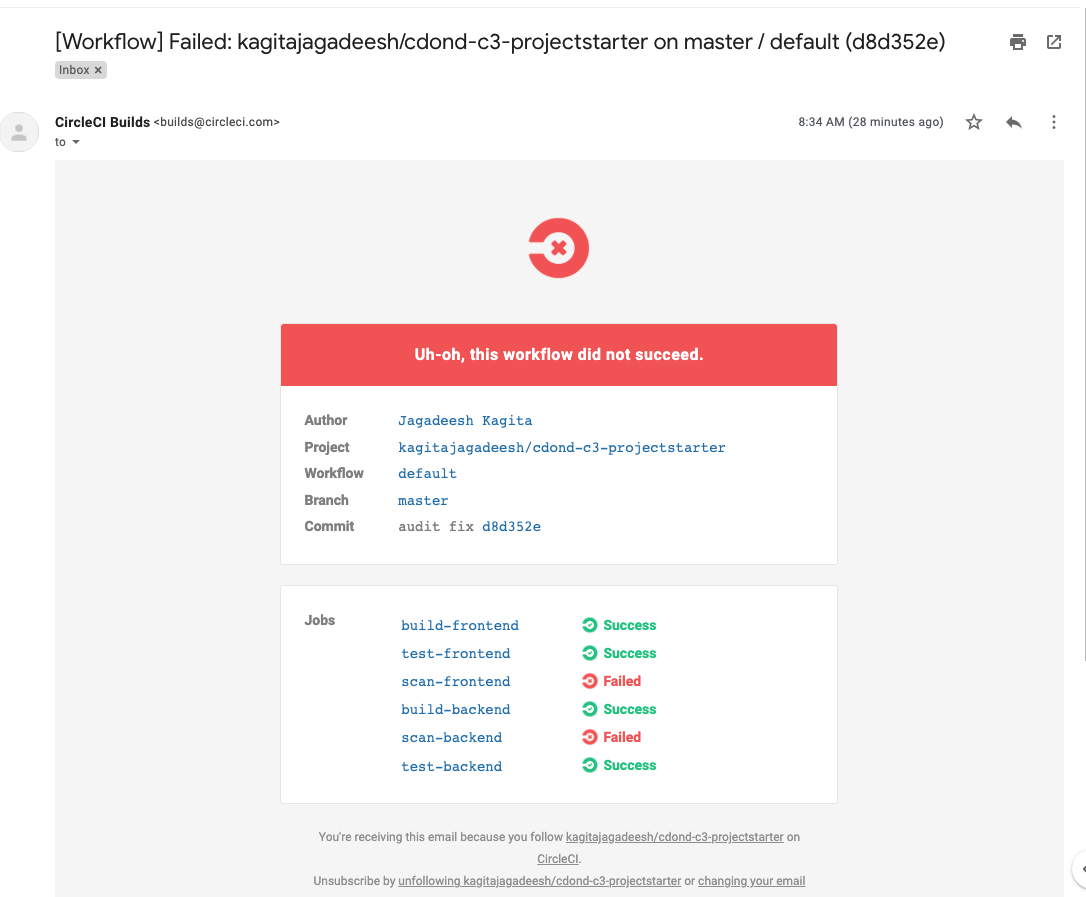 [Workflow] Failed: kagitajagadeesh/cdond-c3-projectstarter on master / default (d8d352e)
Inbox ×
CircleCI Builds <builds@circleci.com>
8:34 AM (28 minutes ago)
to
Uh-oh, this workflow did not succeed.
Author Jagadeesh Kagita
Project kagitajagadeesh/cdond-c3-projectstarter
Workflow default
Branch master
Commit audit fix d8d352e
Jobs
build-frontend Success
test-frontend Success
scan-frontend Failed
build-backend Success
scan-backend Failed
test-backend Success
You're receiving this email because you follow kagitajagadeesh/cdond-c3-projectstarter on
CircleCI.
Unsubscribe by unfollowing kagitajagadeesh/cdond-c3-projectstarter or changing your email